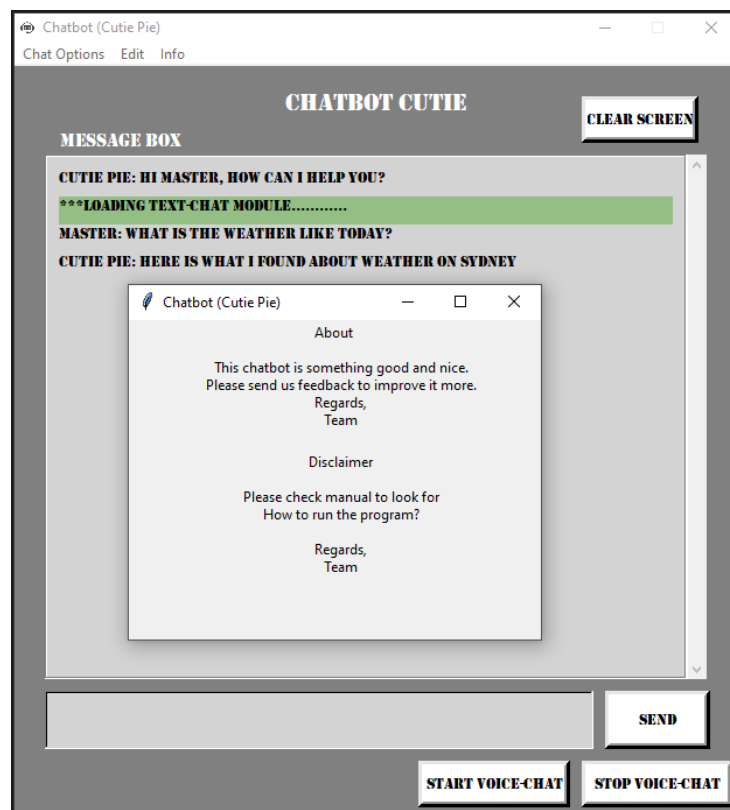 Chatbot (Cutie Pie)
Chat Options Edit Info
CHATBOT CUTIE
CLEAR SCREEN
MESSAGE BOX
CUTIE PIE: HI MASTER, HOW CAN I HELP YOU?
***LOADING TEXT-CHAT MODULE............
MASTER: WHAT IS THE WEATHER LIKE TODAY?
CUTIE PIE: HERE IS WHAT I FOUND ABOUT WEATHER ON SYDNEY
Chatbot (Cutie Pie)
About
This chatbot is something good and nice.
Please send us feedback to improve it more.
Regards,
Team
Disclaimer
Please check manual to look for
How to run the program?
Regards,
Team
SEND
START VOICE-CHAT
STOP VOICE-CHAT